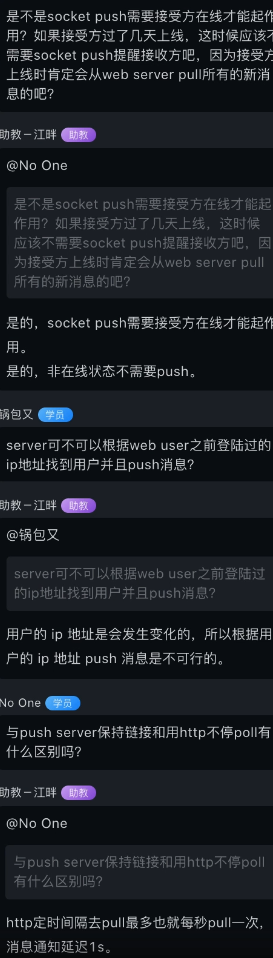 是不是socket push需要接受方在线才能起作
用？如果接受方过了几天上线，这时候应该不
需要socket push提醒接收方吧，因为接受方
上线时肯定会从web server pull所有的新消
息的吧？
助教－江畔 助教
@No One
是不是socket push需要接受方在线才能起
作用？如果接受方过了几天上线，这时候
应该不需要socket push提醒接收方吧，因
为接受方上线时肯定会从web server pull
所有的新消息的吧？
是的，socket push需要接受方在线才能起作
用。
是的，非在线状态不需要push。
锅包又 学员
server可不可以根据web user之前登陆过的
ip地址找到用户并且push消息？
助教－江畔 助教
@锅包又
server可不可以根据web user之前登陆过
的ip地址找到用户并且push消息？
用户的 ip 地址是会发生变化的，所以根据用
户的 ip 地址 push 消息是不可行的。
No One 学员
与push server保持链接和用http不停poll有
什么区别吗？
助教－江畔 助教
@No One
与push server保持链接和用http不停poll
有什么区别吗？
http定时间隔去pull最多也就每秒pull一次，
消息通知延迟1s。